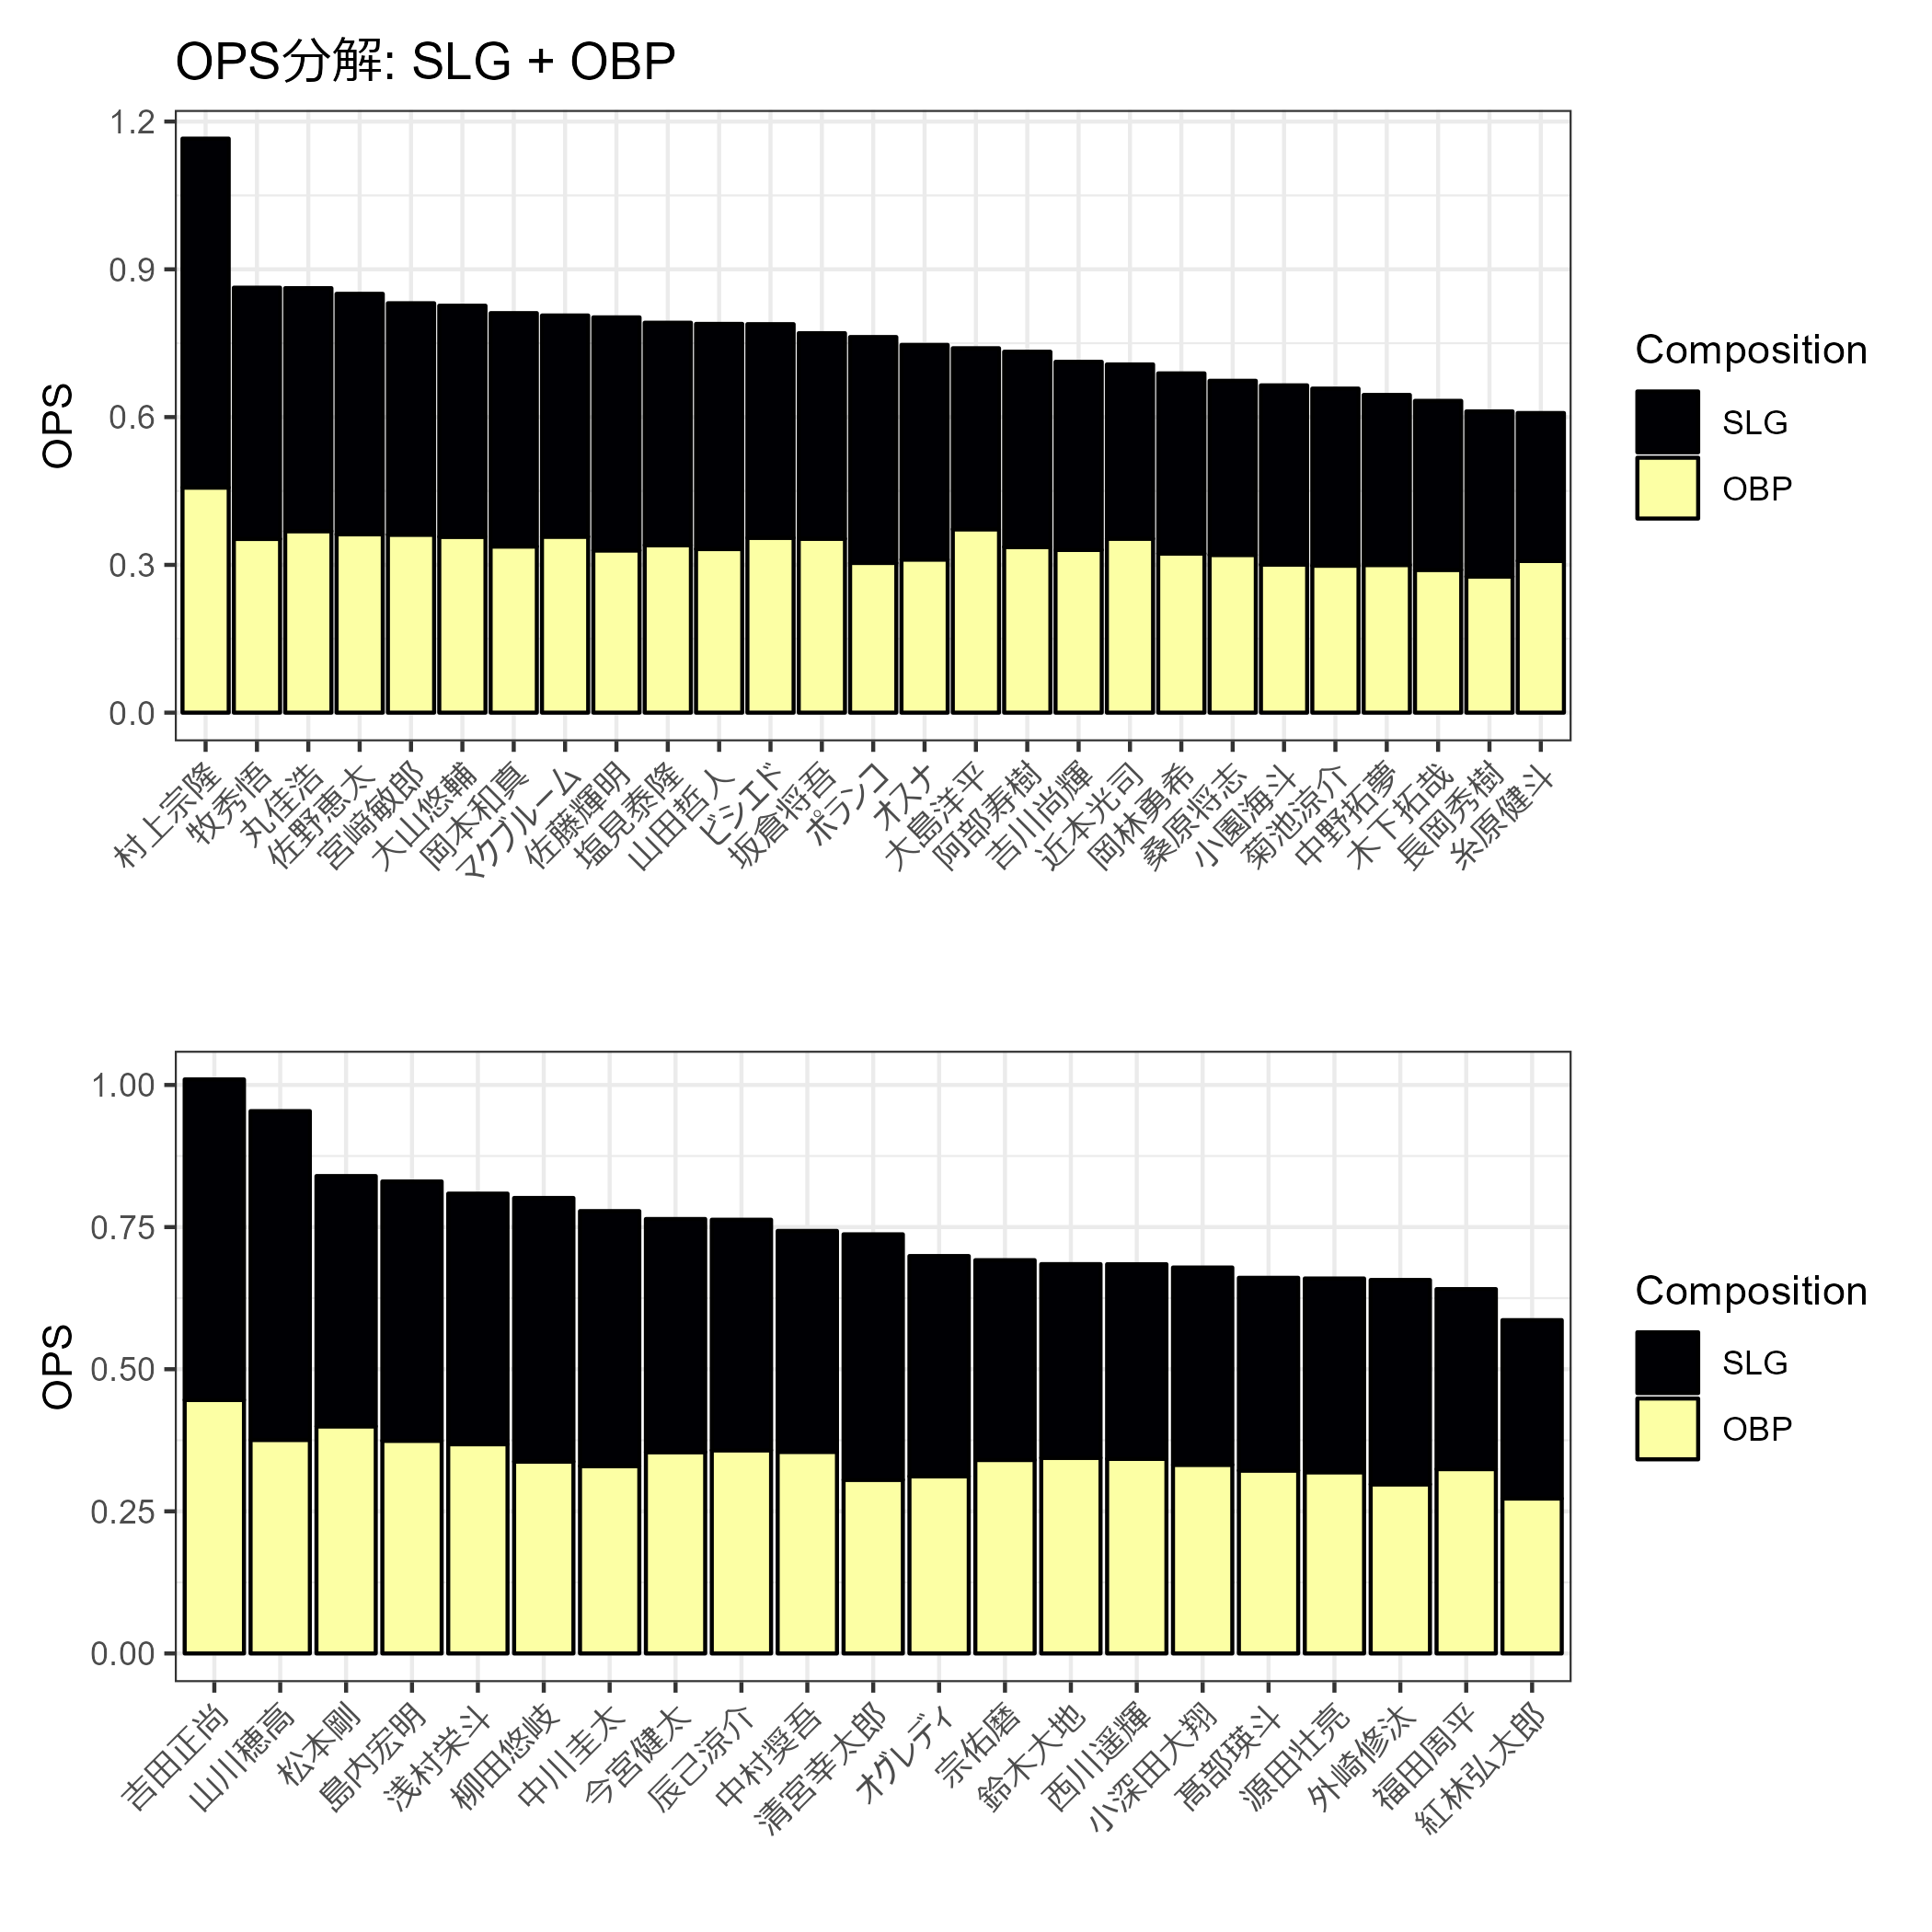 OPS分解: SLG + OBP
OPS
1.2
0.9
0.6
0.3
0.0
村上宗隆
牧秀悟
丸佳浩
佐野恵太
宮﨑敏郎
大山悠輔
岡本和真
マクブルーム
佐藤輝明
塩見泰隆
山田哲人
ビシエド
坂倉将吾
ポランコ
オスナ
大島洋平
阿部寿樹
吉川尚輝
近本光司
岡林勇希
桑原将志
小園海斗
菊池涼介
中野拓夢
木下拓哉
長岡秀樹
糸原健斗
Composition
SLG
OBP
OPS
1.00
0.75
0.50
0.25
0.00
吉田正尚
山川穂高
松本剛
島内宏明
浅村栄斗
柳田悠岐
中川圭太
今宮健太
辰己涼介
中村奨吾
清宮幸太郎
オグレディ
宗佑磨
鈴木大地
西川遥輝
小深田大翔
髙部瑛斗
源田壮亮
外崎修汰
福田周平
紅林弘太郎
Composition
SLG
OBP